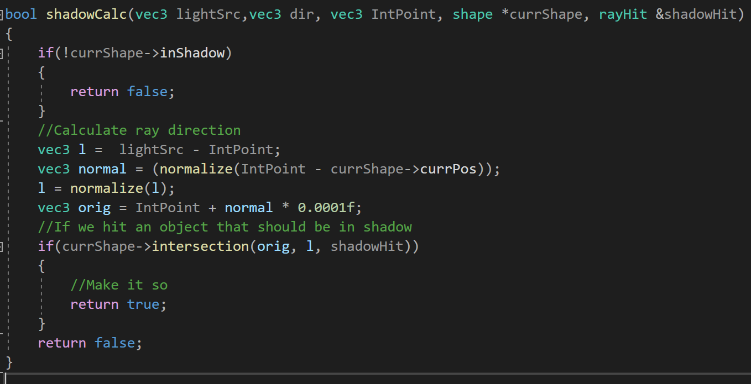 bool shadowCalc(vec3 lightSrc,vec3 dir, vec3 IntPoint, shape *currShape, rayHit &shadowHit)
{
    if(!currShape->inShadow)
    {
        return false;
    }
    //Calculate ray direction
    vec3 l =  lightSrc - IntPoint;
    vec3 normal = (normalize(IntPoint - currShape->currPos));
    l = normalize(l);
    vec3 orig = IntPoint + normal * 0.0001f;
    //If we hit an object that should be in shadow
    if(currShape->intersection(orig, l, shadowHit))
    {
        //Make it so
        return true;
    }
    return false;
}